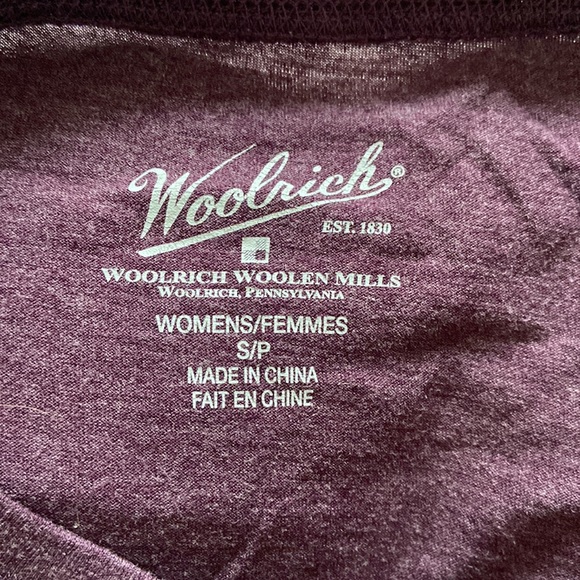 Woolrich®
EST. 1830
WOOLRICH WOOLEN MILLS
WOOLRICH, PENNSYLVANIA
WOMENS/FEMMES
S/P
MADE IN CHINA
FAIT EN CHINE